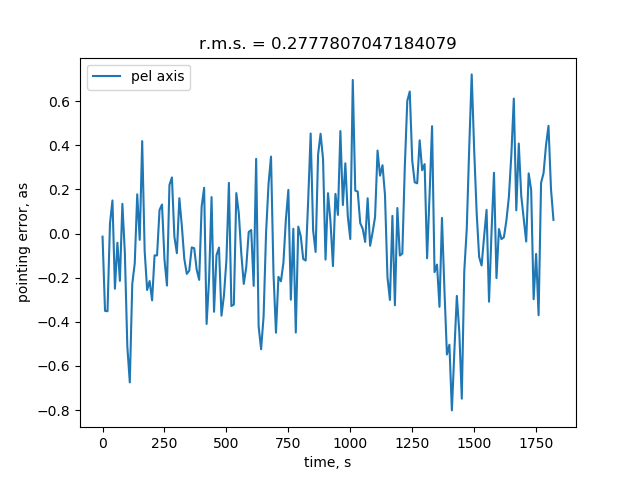 r.m.s. = 0.2777807047184079
pel axis
0.6
0.4
0.2
0.0
−0.2
−0.4
−0.6
−0.8
pointing error, as
0 250 500 750 1000 1250 1500 1750
time, s